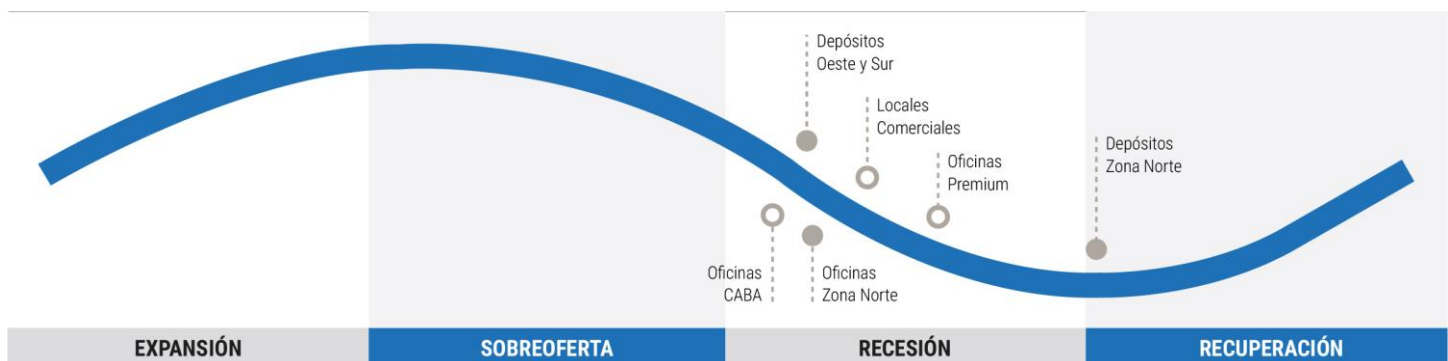 Depósitos
Oeste y Sur
Locales
Comerciales
Oficinas
Premium
Depósitos
Zona Norte
Oficinas
CABA
Oficinas
Zona Norte
EXPANSIÓN
SOBREOFERTA
RECESIÓN
RECUPERACIÓN